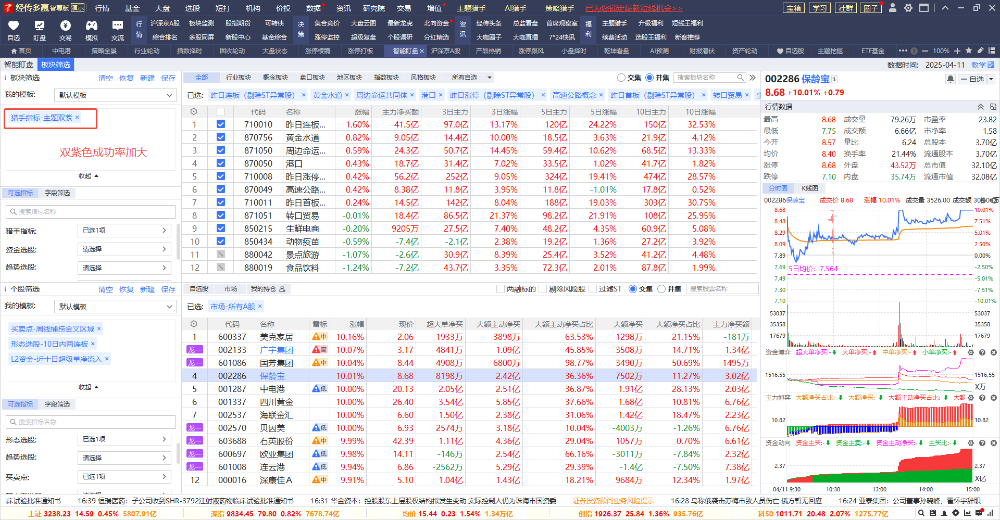 经传多赢 智尊版 演示 行情 基金 大盘 选股 短打 机构 价投 数据 资讯 研究院 交易 增值 主题猎手 AI猎手 策略猎手 已为您锁定最新短线机会>> 宝箱 学习 社群 圈子
自选 盯盘 交易 模拟 交流
行情 沪深京A股 板块监测 股指期货 可转债 决策 集合竞价 大盘云图 最新龙虎 北向资金 资讯 经传头条 总监看盘 首席观察室 福利 主题猎手 升级福利 短线王福利
综合排名 多股同屏 新股中心 基金综合 涨停监控 超级复盘 个股调研 分红精选 大咖圈子 大咖直播 7*24快讯 续费活动 选股王福利 新客推荐
首页 中电港 策略全景 行业轮动 指数择时 国收轮动 大盘状态 涨停棱镜 涨停打板 智能盯盘× 沪深京A股 产品热销 涨停跟风 小盘择时 乾坤看盘 AI预测 财报潜伏 资产轮动 自选股 主题挖掘 ETF基金 ••• 100%
智能盯盘 板块筛选 数据时间: 2025-04-11 教学
板块筛选 清空 恢复 新建 保存
我的模板: 默认模板
猎手指标-主题双紫 ×
双紫色成功率加大
收起
可选指标 字段筛选
搜索指标名称
猎手指标: 已选1项
资金选股: 请选择
趋势选股: 请选择
全部 行业板块 概念板块 盘口板块 地区板块 指数板块 风格板块 所有自选 交集 并集 搜索板块名称
已选: 昨日连板（剔除ST异常股） × 黄金水道 × 周边命运共同体 × 港口 × 昨日涨停（剔除ST异常股） × 高速公路概念 × 昨日首板（剔除ST异常股） × 转口贸易 ×
代码 名称 涨幅 主力净买额 3日主力 3日涨幅 5日主力 5日涨幅 10日主力 10日涨幅
1 710010 昨日连板... 1.60% 41.5亿 97.0亿 13.17% 120亿 24.22% 150亿 32.53%
2 870756 黄金水道 0.82% 9.05亿 14.4亿 10.00% 18.5亿 3.63% 21.9亿 4.12%
3 871050 周边命运... 0.59% 24.3亿 50.7亿 14.45% 59.4亿 10.62% 68.5亿 13.33%
4 870050 港口 0.43% 18.7亿 31.4亿 7.02% 33.5亿 1.02% 41.7亿 1.82%
5 710008 昨日涨停... 0.42% 56.2亿 252亿 9.05% 324亿 19.41% 474亿 28.57%
6 870049 高速公路... 0.42% 8.38亿 11.8亿 3.95% 11.8亿 -1.01% 17.8亿 0.52%
7 710011 昨日首板... 0.24% 14.5亿 142亿 8.04% 188亿 19.03% 303亿 30.75%
8 871051 转口贸易 -0.01% 18.4亿 86.5亿 21.37% 98.2亿 21.91% 108亿 25.95%
9 850215 生鲜电商 -0.20% 9205万 27.5亿 7.40% 48.2亿 4.35% 60.9亿 5.08%
10 850434 动物疫苗 -0.59% -7.4亿 -2.1亿 2.38% 19.2亿 1.36% 27.2亿 3.92%
11 880042 景点旅游 -1.07% -2.6亿 30.9亿 8.39% 25.4亿 3.52% 41.2亿 4.48%
12 880019 食品饮料 -1.24% -7.2亿 43.7亿 3.35% 72.3亿 2.01% 87.8亿 1.99%
个股筛选 清空 恢复 新建 保存
我的模板: 默认模板
买卖点-周线捕捞金叉区域 ×
形态选股-10日内两连板 ×
L2资金-近十日超级单净流入 ×
收起
可选指标 字段筛选
搜索指标名称
形态选股: 已选1项
趋势选股: 请选择
买卖点: 已选1项
自选股 市场 我的持仓 两融标的 剔除风险股 过滤ST 交集 并集 搜索股票名称
已选: 市场-所有A股 ×
代码 名称 雷标 涨幅 现价 超大单净买 大额主动净买 大额主动净买占比 大额净买 大额净买占比 主力净买额
1 600337 美克家居 中 10.16% 2.06 1933万 3898万 63.53% 1298万 21.15% -181万
龙一 002133 广宇集团 高 10.07% 3.17 4841万 1.09亿 45.85% 3508万 14.71% 1.34亿
龙一 601086 国芳集团 中 10.04% 8.44 4908万 6800万 98.77% 3490万 50.69% 1495万
4 002286 保龄宝 10.01% 8.68 8198万 2.42亿 36.36% 7502万 11.27% 3.02亿
5 001287 中电港 低 10.00% 20.13 2.05亿 2.51亿 36.87% 1.91亿 28.13% 2.03亿
6 001337 四川黄金 10.00% 26.40 3.54亿 5.85亿 37.66% 1.68亿 10.81% 6.76亿
7 002537 海联金汇 10.00% 6.60 1.50亿 2.38亿 31.06% 1.42亿 18.47% 2.23亿
龙一 002570 贝因美 低 10.00% 6.93 2574万 3.18亿 10.04% -4003万 -1.26% 6.76亿
龙一 603688 石英股份 中 9.99% 42.39 1.11亿 4.36亿 29.04% 1057万 0.70% 6.61亿
龙一 600697 欧亚集团 低 9.98% 14.11 -146万 2.54亿 66.16% -3011万 -7.84% 2.32亿
龙一 601008 连云港 低 9.94% 6.86 -2562万 5.29亿 29.39% -1.4亿 -7.50% 7.38亿
12 000016 深康佳A 中 9.91% 5.10 1.04亿 1.43亿 18.21% 9684万 12.34% 1.97亿
002286 保龄宝 自选
8.68 +10.01% +0.79
行情数据
最高 8.68 成交量 79.26万 市盈率 23.82
最低 7.75 成交额 6.66亿 市净率 1.58
今开 8.57 量比 6.24 总股本 3.70亿
均价 8.40 换手率 21.44% 流通股本 3.70亿
涨停 8.68 外盘 43.52万 总市值 32.10亿
跌停 7.10 内盘 35.74万 流通市值 32.08亿
分时图 K线图
002286保龄宝 成交价 8.68 涨幅 10.01% 成交量 3526.00 成交额
8.68 10.01%
8.48 7.51%
8.29 5.01%
8.09 2.50%
7.89 0.00%
7.69 5日均价: 7.564 -2.50%
7.49 -5.01%
7.30 -7.51%
7.10 -10.01%
53037 53037
35358 35358
17679 17679
资金博弈 超大单净买:- 大单净买:- 中单净买:- 小单净买:-
1516.55 1516.55
X万
主力博弈 大额净买占比:- 大额净买:- 大额主动净买占比:- 大额
10.82 10.82
资金动向 资金主买:- 资金主卖:- 资金主动净买:- 主买比:-
2.37 2.37
X亿
04/11 9:30 10:30 13:00 14:00 15:00
床试验批准通知书 16:39 恒瑞医药：子公司收到SHR-3792注射液药物临床试验批准通知书 16:31 华金资本：控股股东上层股权结构拟发生变动 实际控制人仍为珠海市国资委 证券投资顾问业务风险提示 16:28 乌称俄袭击苏梅市致人员伤亡 俄方暂无回应 16:24 亚泰集团：公司董事孙晓峰、翟怀宇辞职
上证 3238.23 14.59 0.45% 5807.91亿 深指 9834.45 79.80 0.82% 7678.74亿 均价 15.44 0.23 1.54% 1.34万亿 创指 1926.37 25.84 1.36% 935.76亿 科50 1011.71 20.48 2.07% 1275.77亿